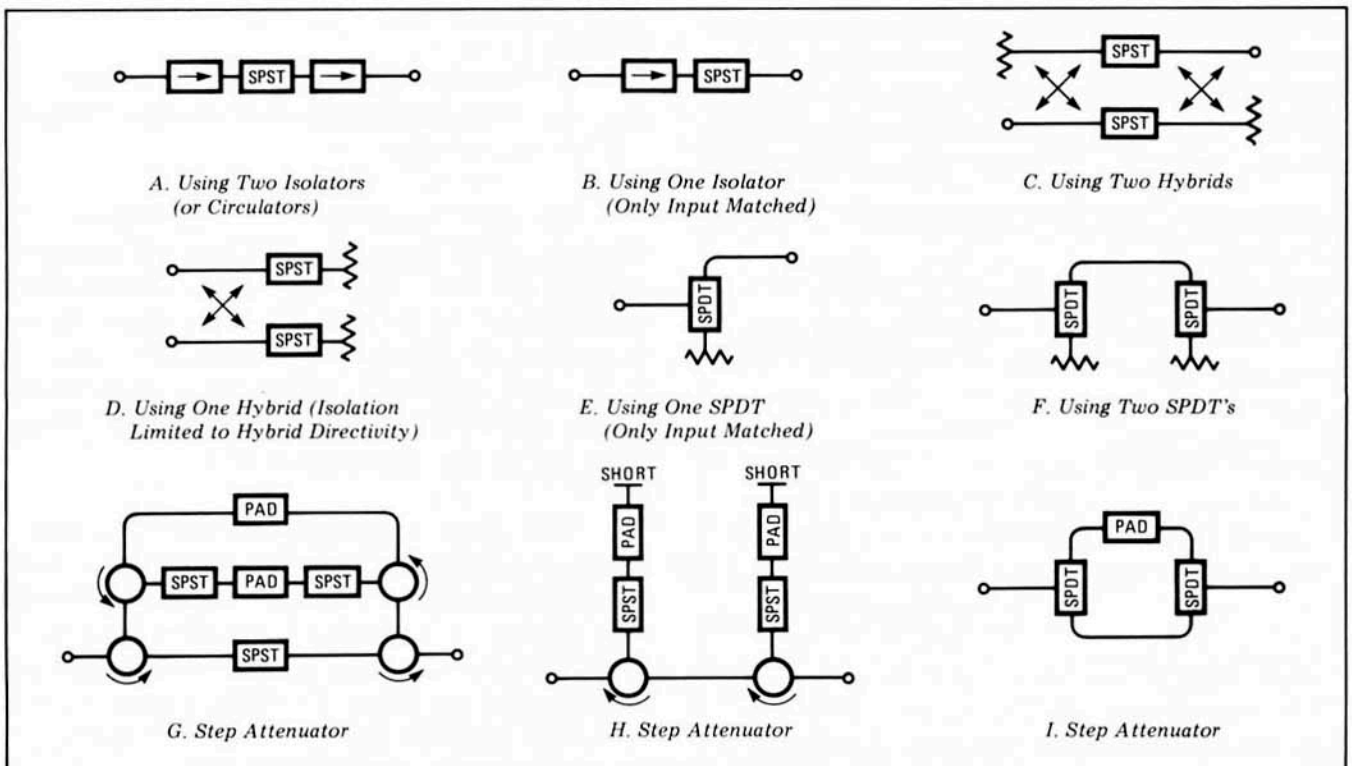 SPST
SPST
SPST
SPST
A. Using Two Isolators
(or Circulators)
B. Using One Isolator
(Only Input Matched)
C. Using Two Hybrids
SPST
SPST
SPDT
SPDT
SPDT
D. Using One Hybrid (Isolation
Limited to Hybrid Directivity)
E. Using One SPDT
(Only Input Matched)
F. Using Two SPDT's
PAD
SPST PAD SPST
SPST
SHORT SHORT
PAD PAD
SPST SPST
PAD
SPDT SPDT
G. Step Attenuator
H. Step Attenuator
I. Step Attenuator